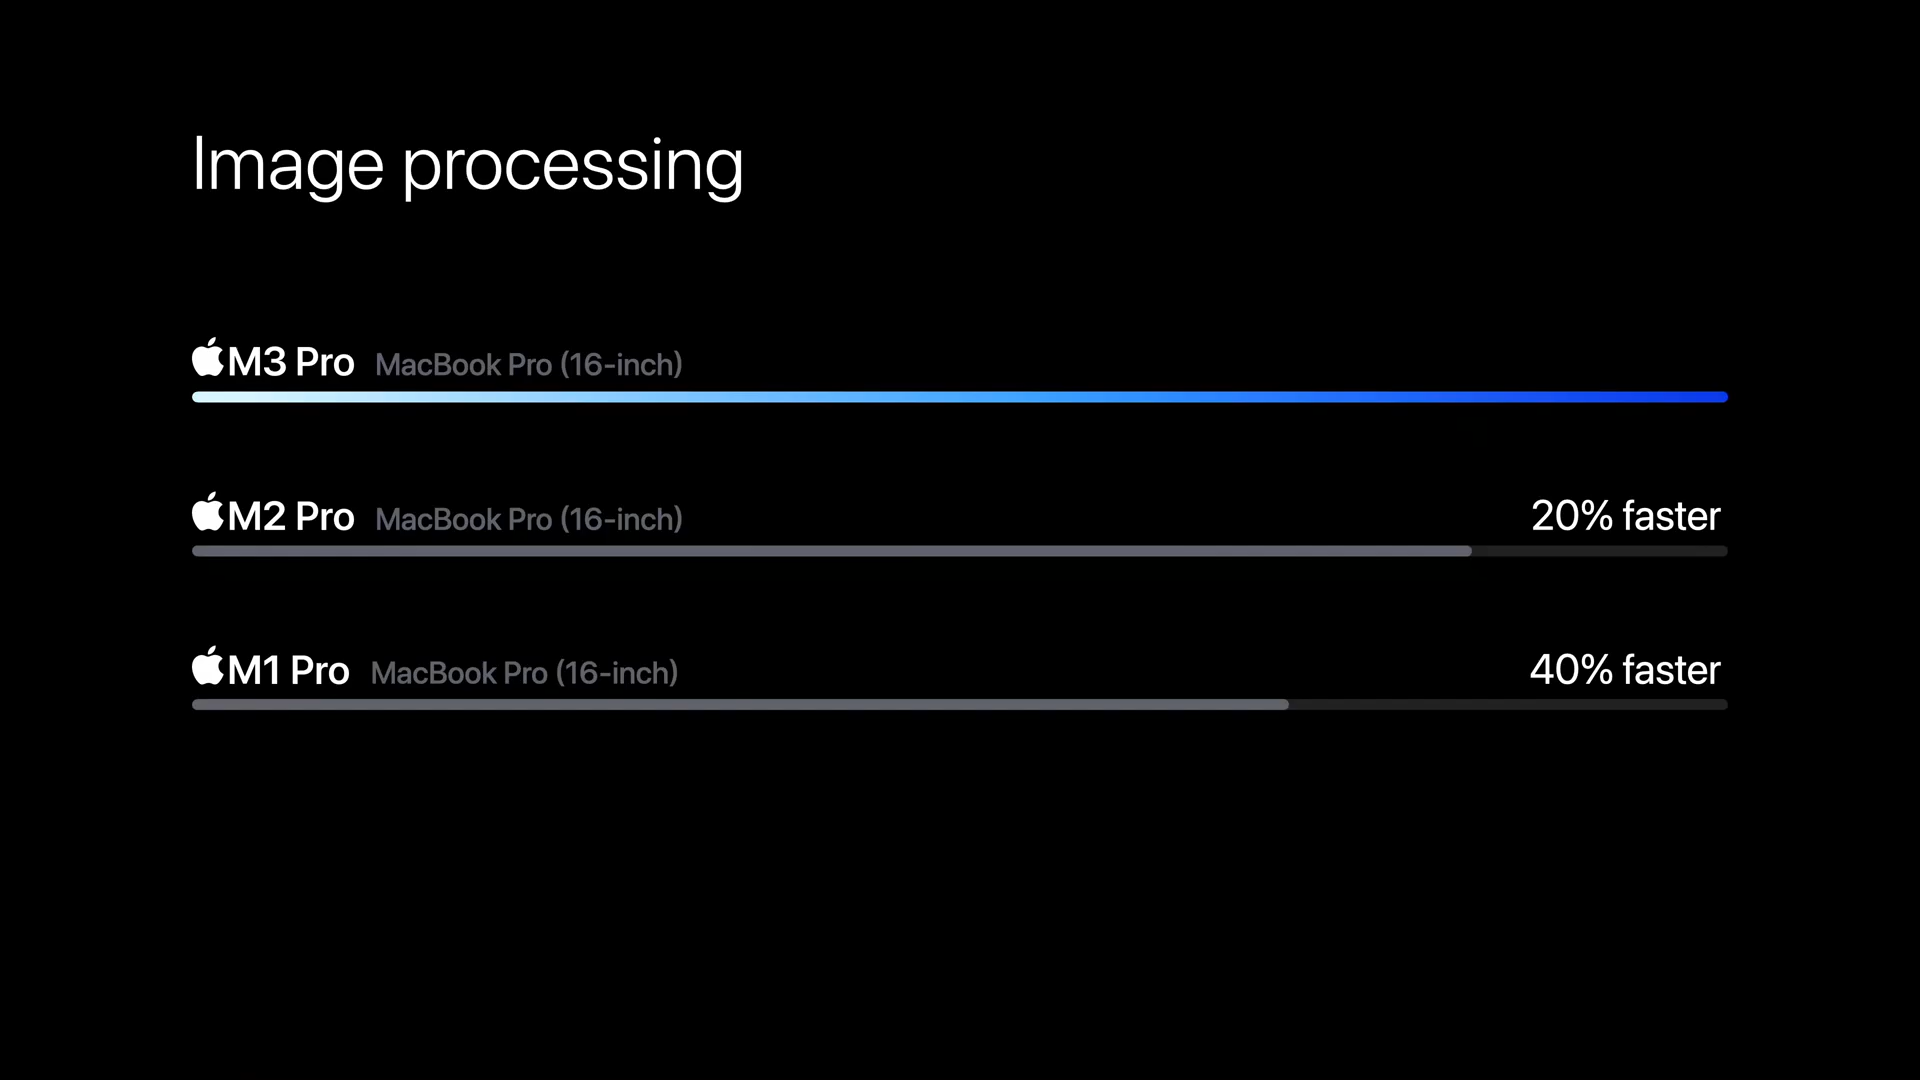 Image processing
M3 Pro MacBook Pro (16-inch)
M2 Pro MacBook Pro (16-inch) 20% faster
M1 Pro MacBook Pro (16-inch) 40% faster